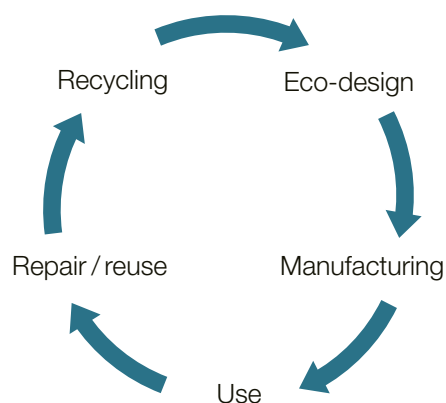 Recycling
Eco-design
Repair / reuse
Manufacturing
Use